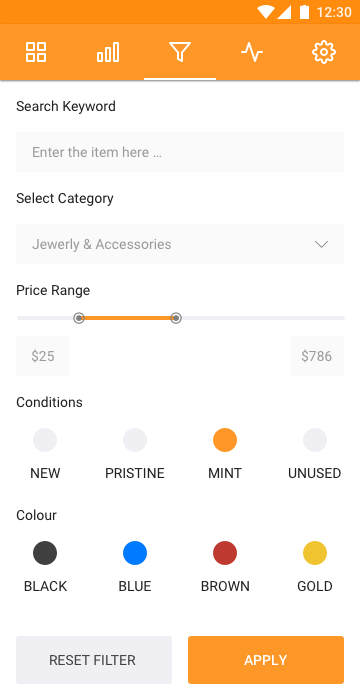 12:30
Search Keyword
Enter the item here ...
Select Category
Jewerly & Accessories
Price Range
$25 $786
Conditions
NEW PRISTINE MINT UNUSED
Colour
BLACK BLUE BROWN GOLD
RESET FILTER APPLY